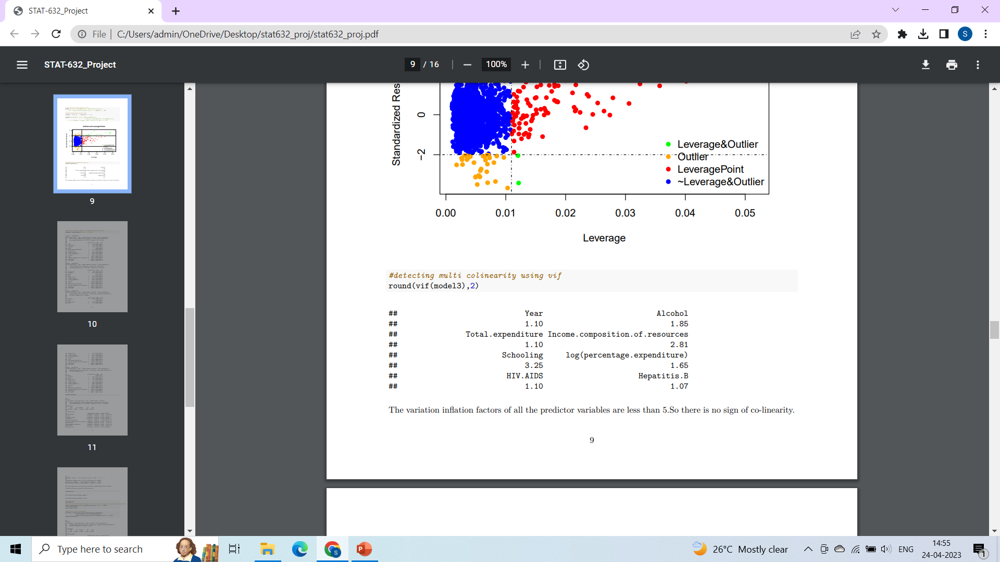 STAT-632_Project
File | C:/Users/admin/OneDrive/Desktop/stat632_proj/stat632_proj.pdf
S
STAT-632_Project
9 / 16
100%
9
10
11
Standardized Res
0
−2
Leverage&Outlier
Outlier
LeveragePoint
~Leverage&Outlier
0.00 0.01 0.02 0.03 0.04 0.05
Leverage
#detecting multi colinearity using vif
round(vif(model3),2)
## Year Alcohol
## 1.10 1.85
## Total.expenditure Income.composition.of.resources
## 1.10 2.81
## Schooling log(percentage.expenditure)
## 3.25 1.65
## HIV.AIDS Hepatitis.B
## 1.10 1.07
The variation inflation factors of all the predictor variables are less than 5.So there is no sign of co-linearity.
9
Type here to search
26°C Mostly clear
ENG
14:55
24-04-2023
1